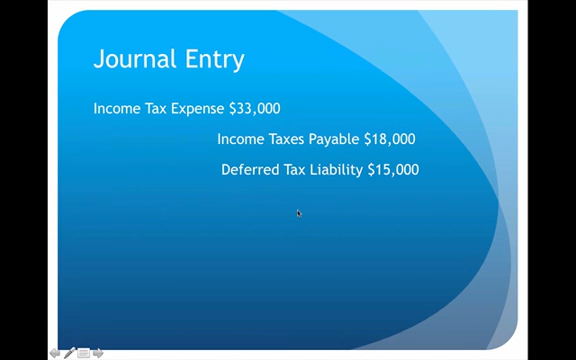 Journal Entry
Income Tax Expense $33,000
Income Taxes Payable $18,000
Deferred Tax Liability $15,000